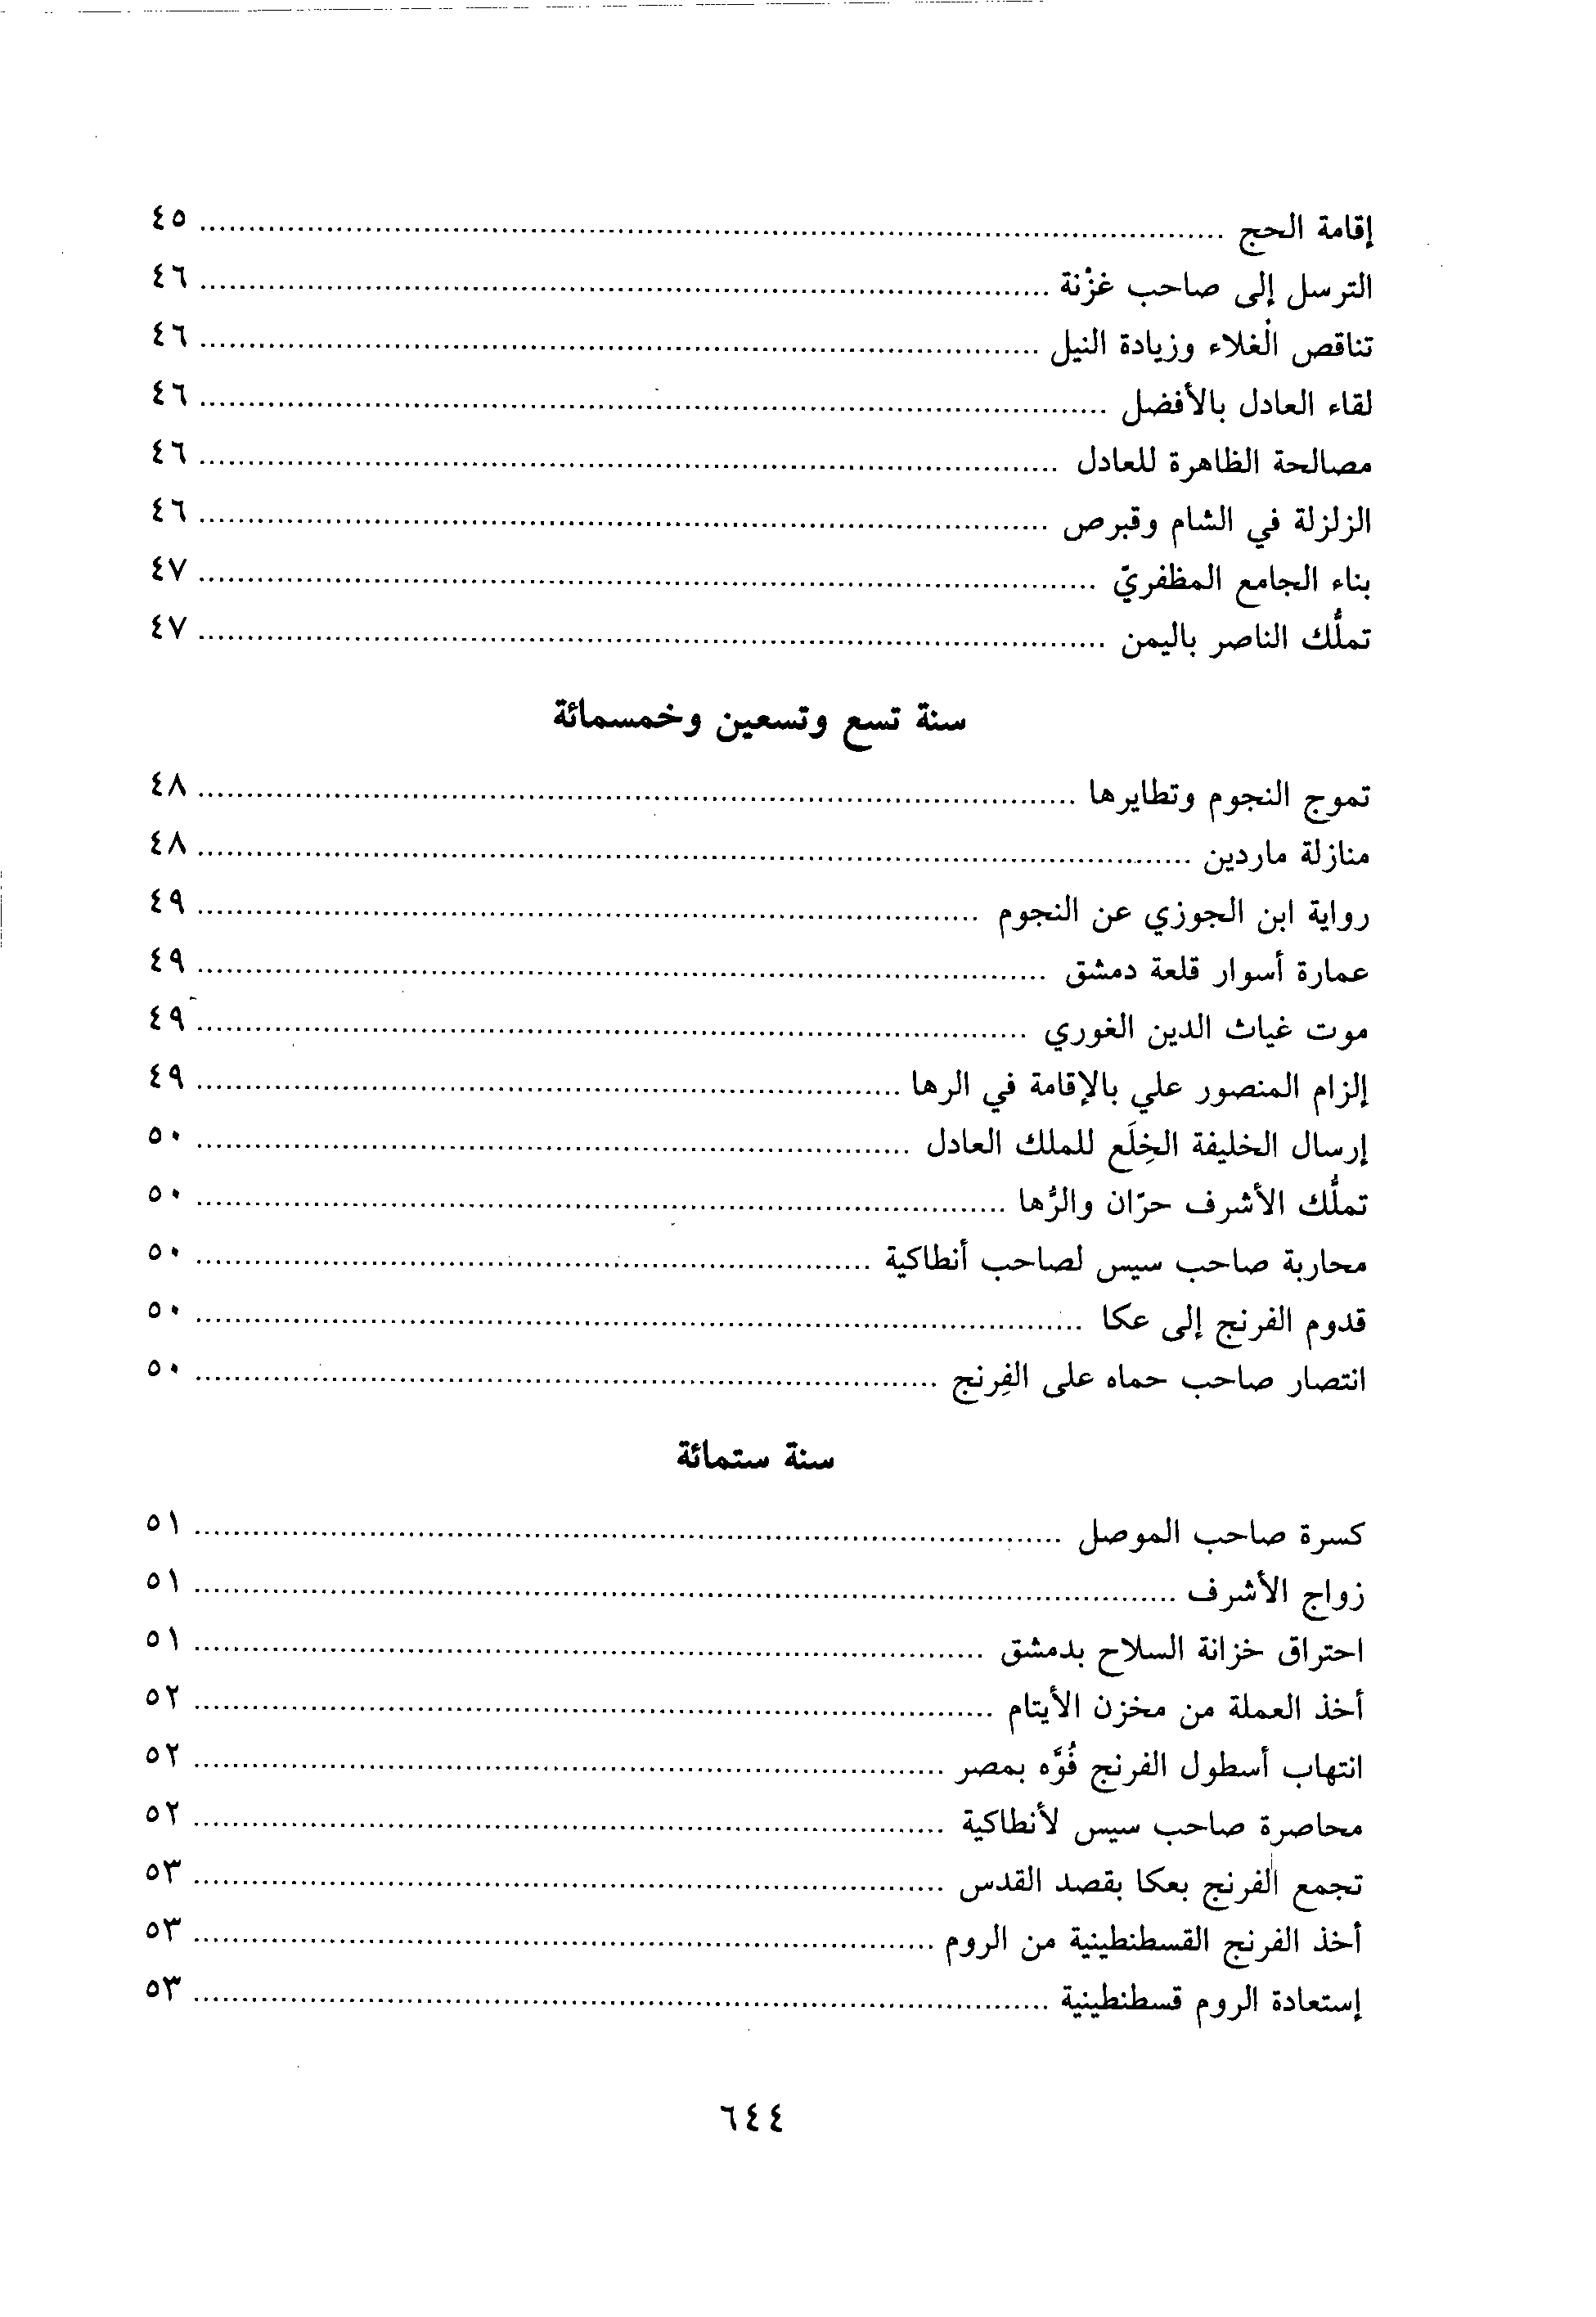 إقامة الحج ........ ٤٥
الترسل إلى صاحب غزْنة ........ ٤٦
تناقص الغلاء وزيادة النيل ........ ٤٦
لقاء العادل بالأفضل ........ ٤٦
مصالحة الظاهرة للعادل ........ ٤٦
الزلزلة في الشام وقبرص ........ ٤٦
بناء الجامع المظفريّ ........ ٤٧
تملُّك الناصر باليمن ........ ٤٧
سنة تسع وتسعين وخمسمائة
تموج النجوم وتطايرها ........ ٤٨
منازلة ماردين ........ ٤٨
رواية ابن الجوزي عن النجوم ........ ٤٩
عمارة أسوار قلعة دمشق ........ ٤٩
موت غياث الدين الغوري ........ ٤٩
إلزام المنصور علي بالإقامة في الرها ........ ٤٩
إرسال الخليفة الخِلَع للملك العادل ........ ٥٠
تملُّك الأشرف حرّان والرُّها ........ ٥٠
محاربة صاحب سيس لصاحب أنطاكية ........ ٥٠
قدوم الفرنج إلى عكا ........ ٥٠
انتصار صاحب حماه على الفِرنج ........ ٥٠
سنة ستمائة
كسرة صاحب الموصل ........ ٥١
زواج الأشرف ........ ٥١
احتراق خزانة السلاح بدمشق ........ ٥١
أخذ العملة من مخزن الأيتام ........ ٥٢
انتهاب أسطول الفرنج فُوَّه بمصر ........ ٥٢
محاصرة صاحب سيس لأنطاكية ........ ٥٢
تجمع الفرنج بعكا بقصد القدس ........ ٥٣
أخذ الفرنج القسطنطينية من الروم ........ ٥٣
إستعادة الروم قسطنطينية ........ ٥٣
٦٤٤